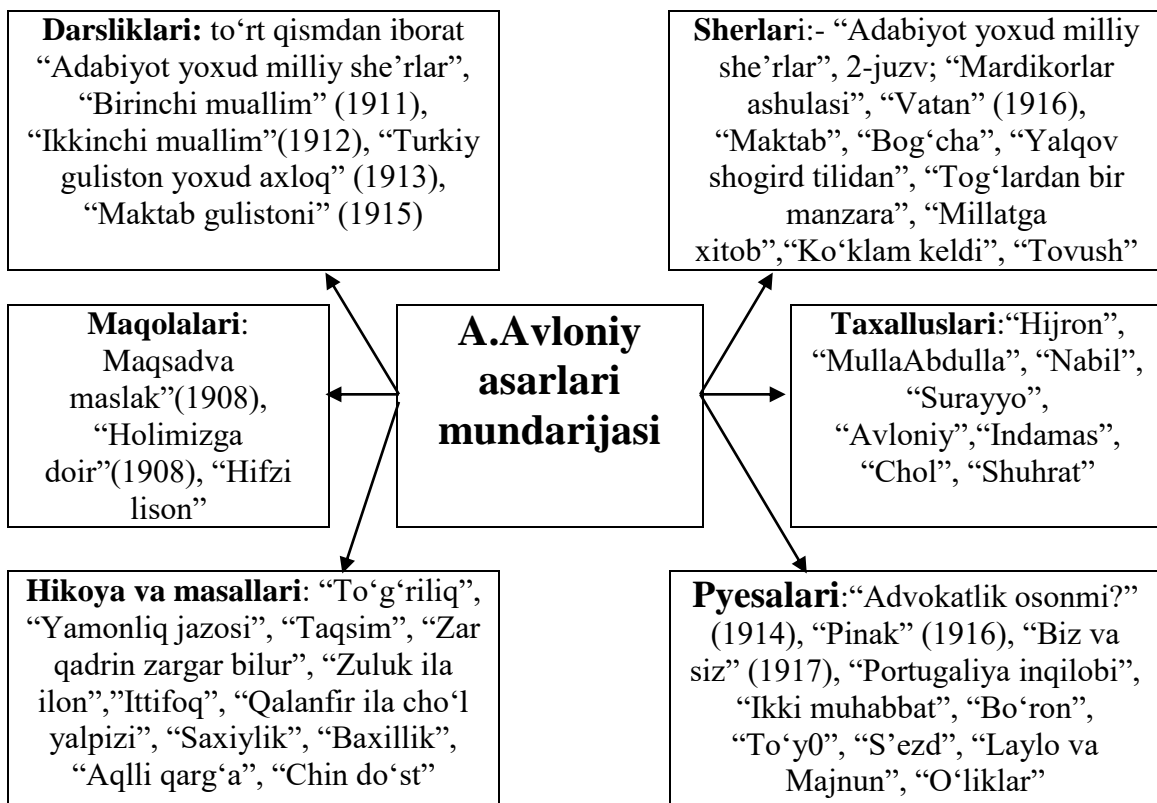 Darsliklari: to‘rt qismdan iborat
“Adabiyot yoxud milliy she’rlar”,
“Birinchi muallim” (1911),
“Ikkinchi muallim”(1912), “Turkiy
guliston yoxud axloq” (1913),
“Maktab gulistoni” (1915)
Sherlari:- “Adabiyot yoxud milliy
she’rlar”, 2-juzv; “Mardikorlar
ashulasi”, “Vatan” (1916),
“Maktab”, “Bog‘cha”, “Yalqov
shogird tilidan”, “Tog‘lardan bir
manzara”, “Millatga
xitob”,“Ko‘klam keldi”, “Tovush”
Maqolalari:
Maqsadva
maslak”(1908),
“Holimizga
doir”(1908), “Hifzi
lison”
A.Avloniy
asarlari
mundarijasi
Taxalluslari:“Hijron”,
“MullaAbdulla”, “Nabil”,
“Surayyo”,
“Avloniy”,“Indamas”,
“Chol”, “Shuhrat”
Hikoya va masallari: “To‘g‘riliq”,
“Yamonliq jazosi”, “Taqsim”, “Zar
qadrin zargar bilur”, “Zuluk ila
ilon”,”Ittifoq”, “Qalanfir ila cho‘l
yalpizi”, “Saxiylik”, “Baxillik”,
“Aqlli qarg‘a”, “Chin do‘st”
Pyesalari:“Advokatlik osonmi?”
(1914), “Pinak” (1916), “Biz va
siz” (1917), “Portugaliya inqilobi”,
“Ikki muhabbat”, “Bo‘ron”,
“To‘y0”, “S’ezd”, “Laylo va
Majnun”, “O‘liklar”